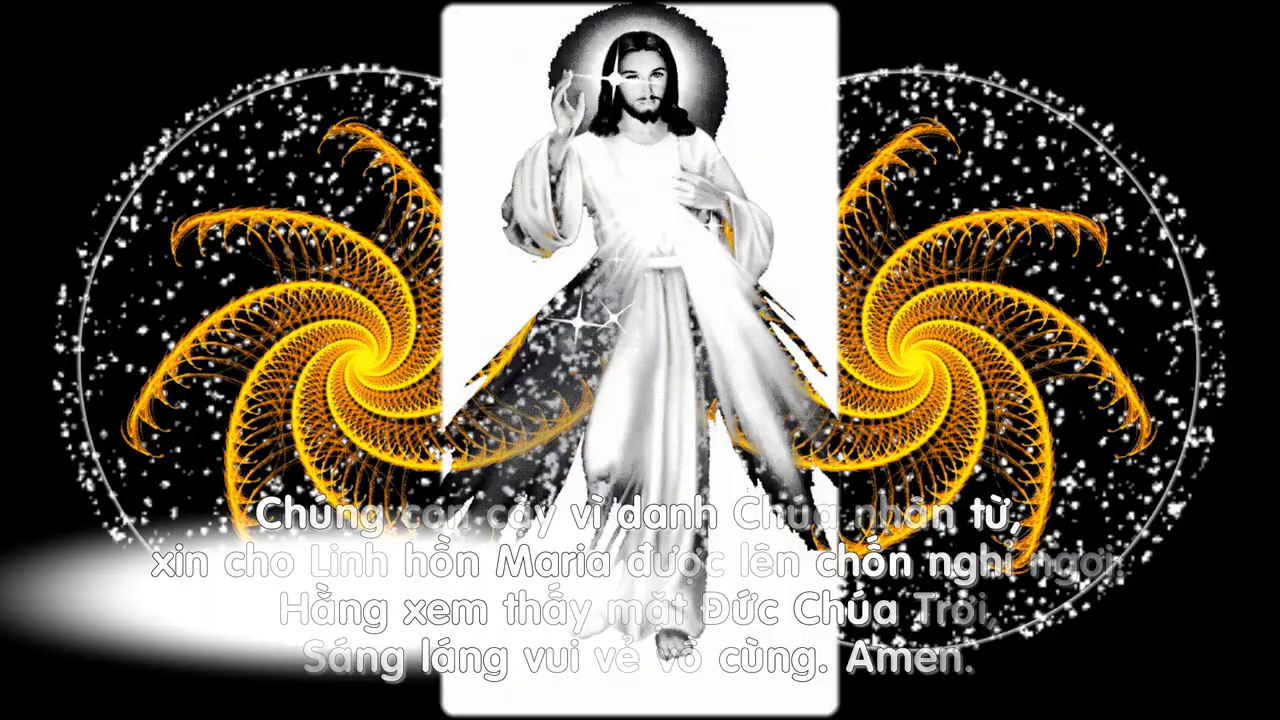 Chúng con cậy vì danh Chúa nhân từ,
xin cho Linh hồn Maria được lên chốn nghỉ ngơi,
Hằng xem thấy mặt Đức Chúa Trời,
Sáng láng vui vẻ vô cùng. Amen.